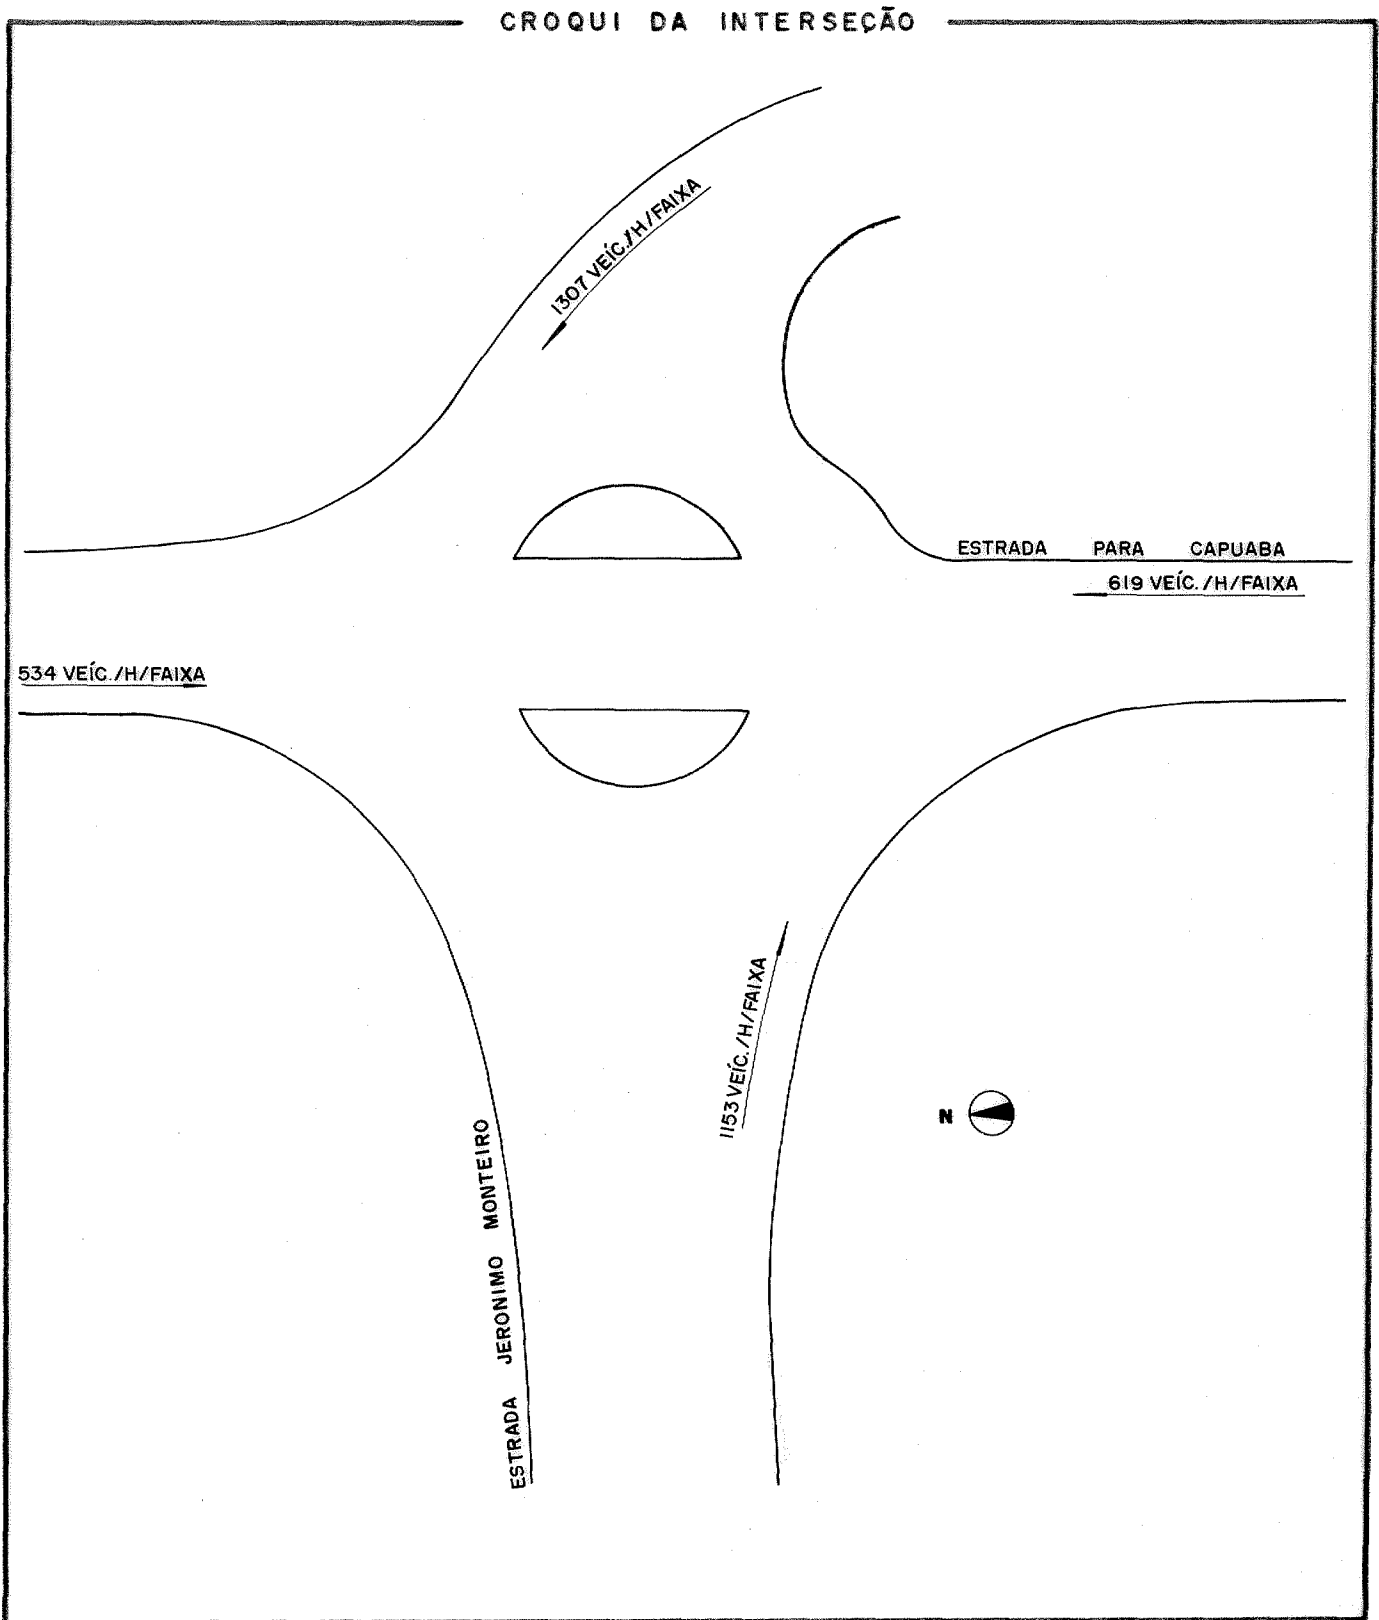 CROQUI DA INTERSEÇÃO
1307 VEÍC./H/FAIXA
ESTRADA PARA CAPUABA
619 VEÍC./H/FAIXA
534 VEÍC./H/FAIXA
1153 VEÍC./H/FAIXA
N
ESTRADA JERONIMO MONTEIRO